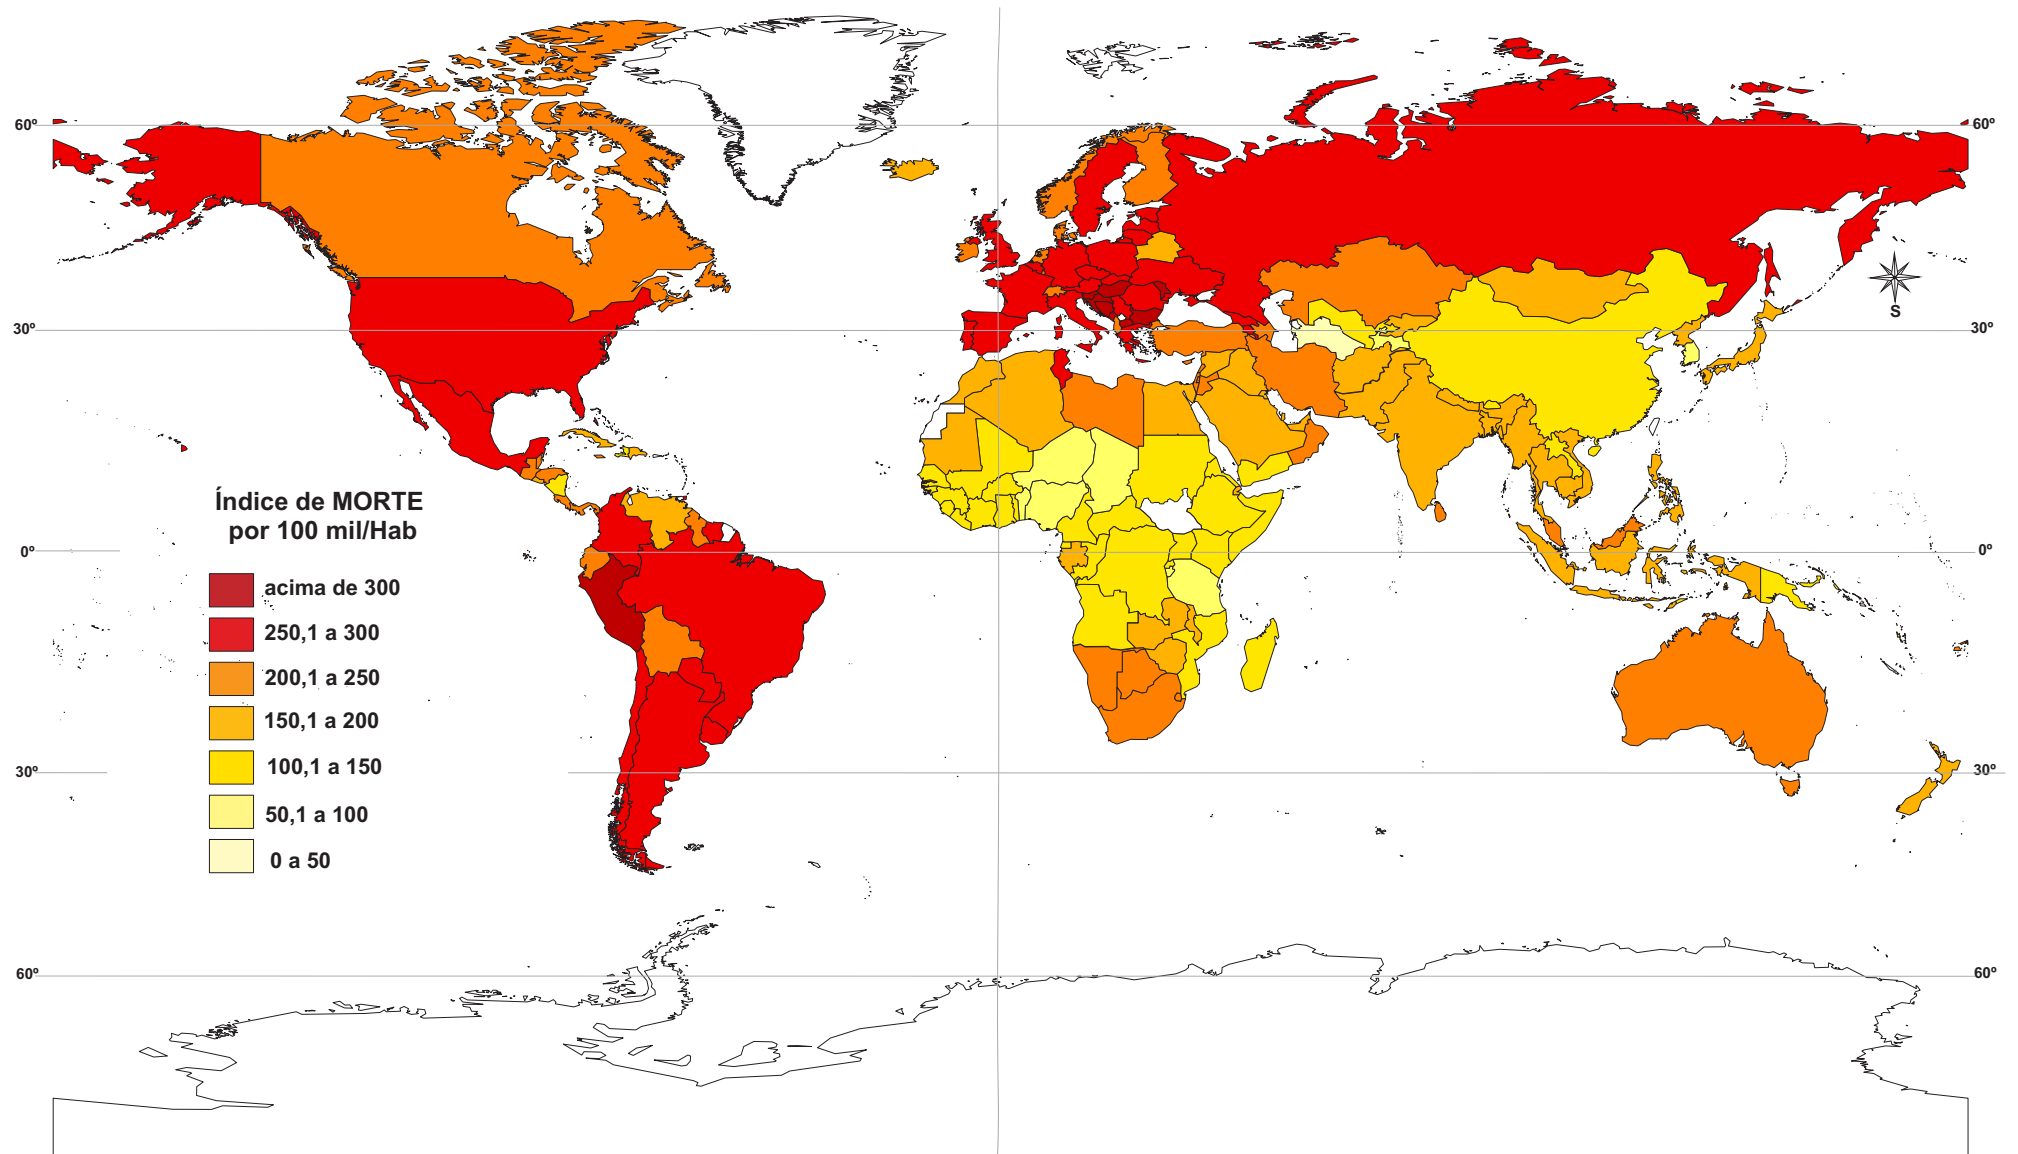 60º
60º
30º
30º
S
Índice de MORTE
por 100 mil/Hab
0º
0º
acima de 300
250,1 a 300
200,1 a 250
150,1 a 200
100,1 a 150
50,1 a 100
0 a 50
30º
30º
60º
60º